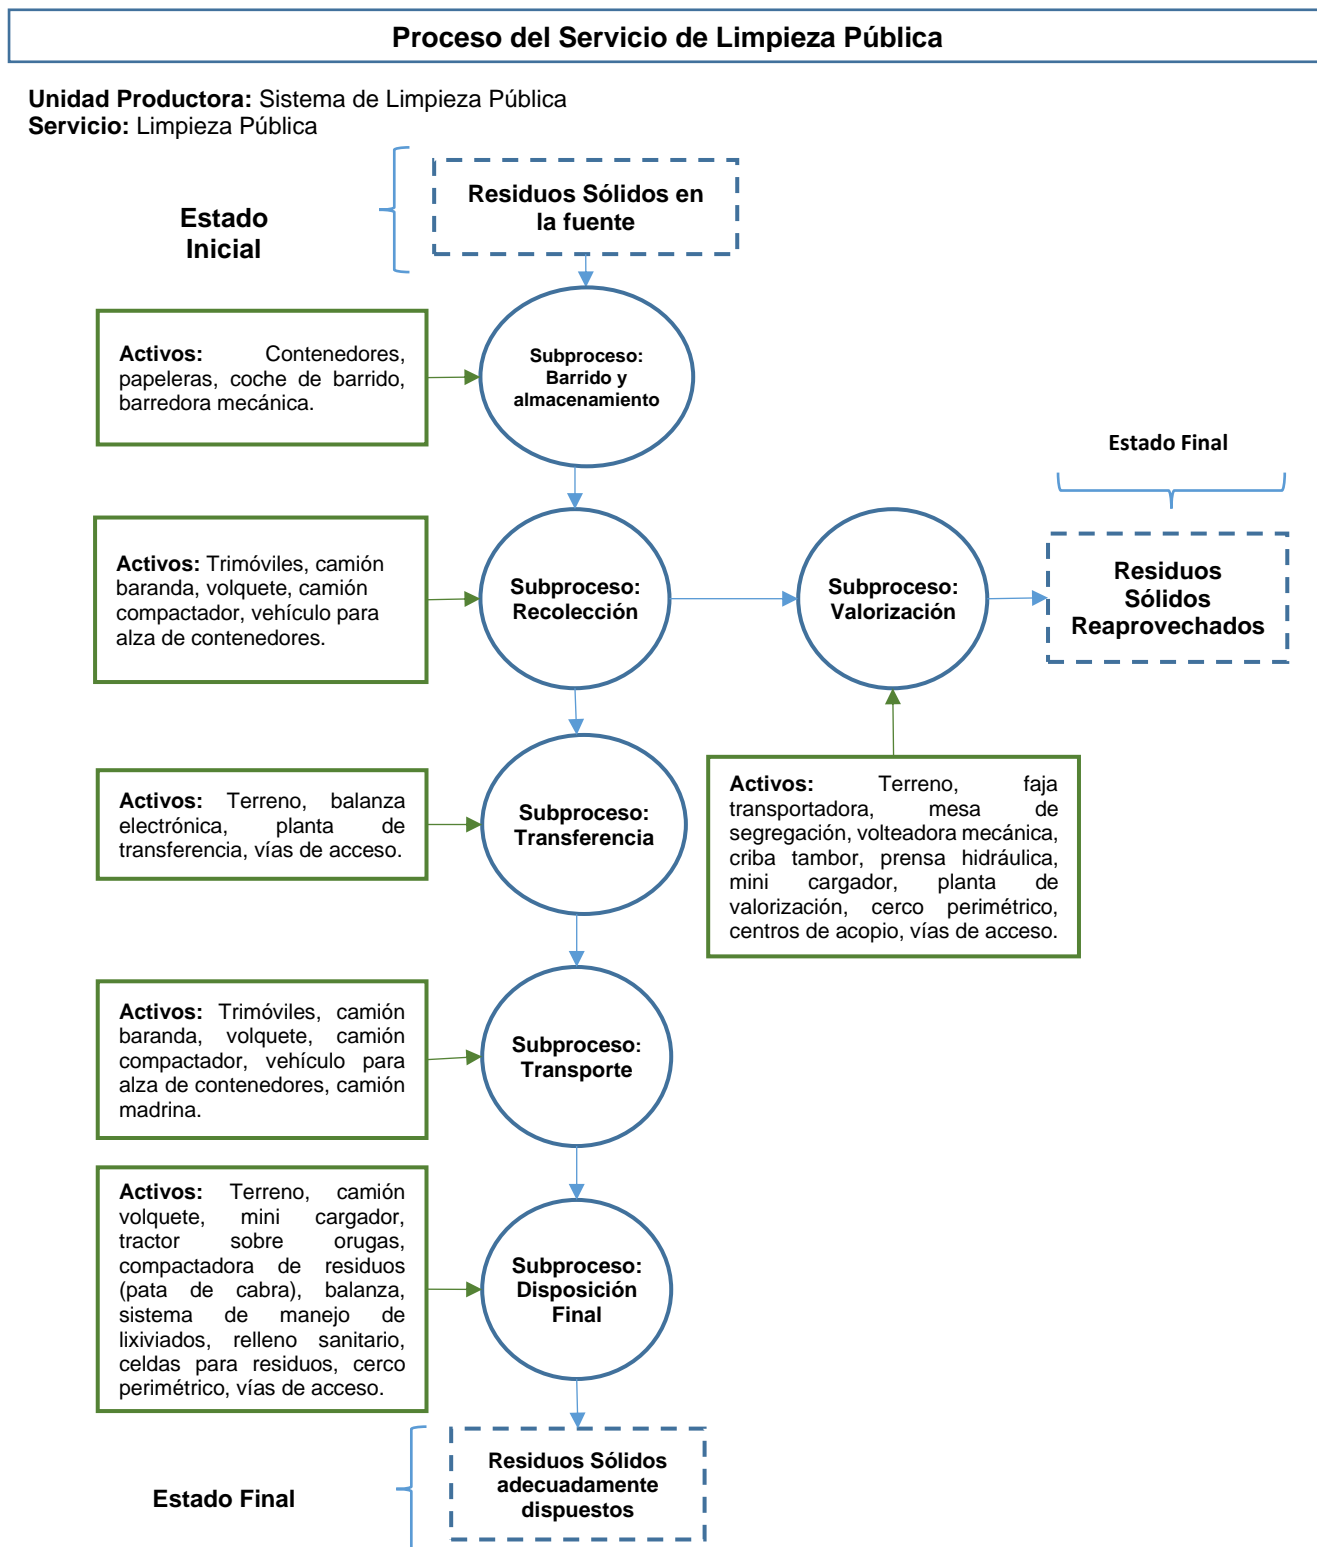 Proceso del Servicio de Limpieza Pública
Unidad Productora: Sistema de Limpieza Pública
Servicio: Limpieza Pública
Estado
Inicial
Residuos Sólidos en
la fuente
Activos: Contenedores,
papeleras, coche de barrido,
barredora mecánica.
Subproceso:
Barrido y
almacenamiento
Estado Final
Activos: Trimóviles, camión
baranda, volquete, camión
compactador, vehículo para
alza de contenedores.
Subproceso:
Recolección
Subproceso:
Valorización
Residuos
Sólidos
Reaprovechados
Activos: Terreno, balanza
electrónica, planta de
transferencia, vías de acceso.
Subproceso:
Transferencia
Activos: Terreno, faja
transportadora, mesa de
segregación, volteadora mecánica,
criba tambor, prensa hidráulica,
mini cargador, planta de
valorización, cerco perimétrico,
centros de acopio, vías de acceso.
Activos: Trimóviles, camión
baranda, volquete, camión
compactador, vehículo para
alza de contenedores, camión
madrina.
Subproceso:
Transporte
Activos: Terreno, camión
volquete, mini cargador,
tractor sobre orugas,
compactadora de residuos
(pata de cabra), balanza,
sistema de manejo de
lixiviados, relleno sanitario,
celdas para residuos, cerco
perimétrico, vías de acceso.
Subproceso:
Disposición
Final
Estado Final
Residuos Sólidos
adecuadamente
dispuestos